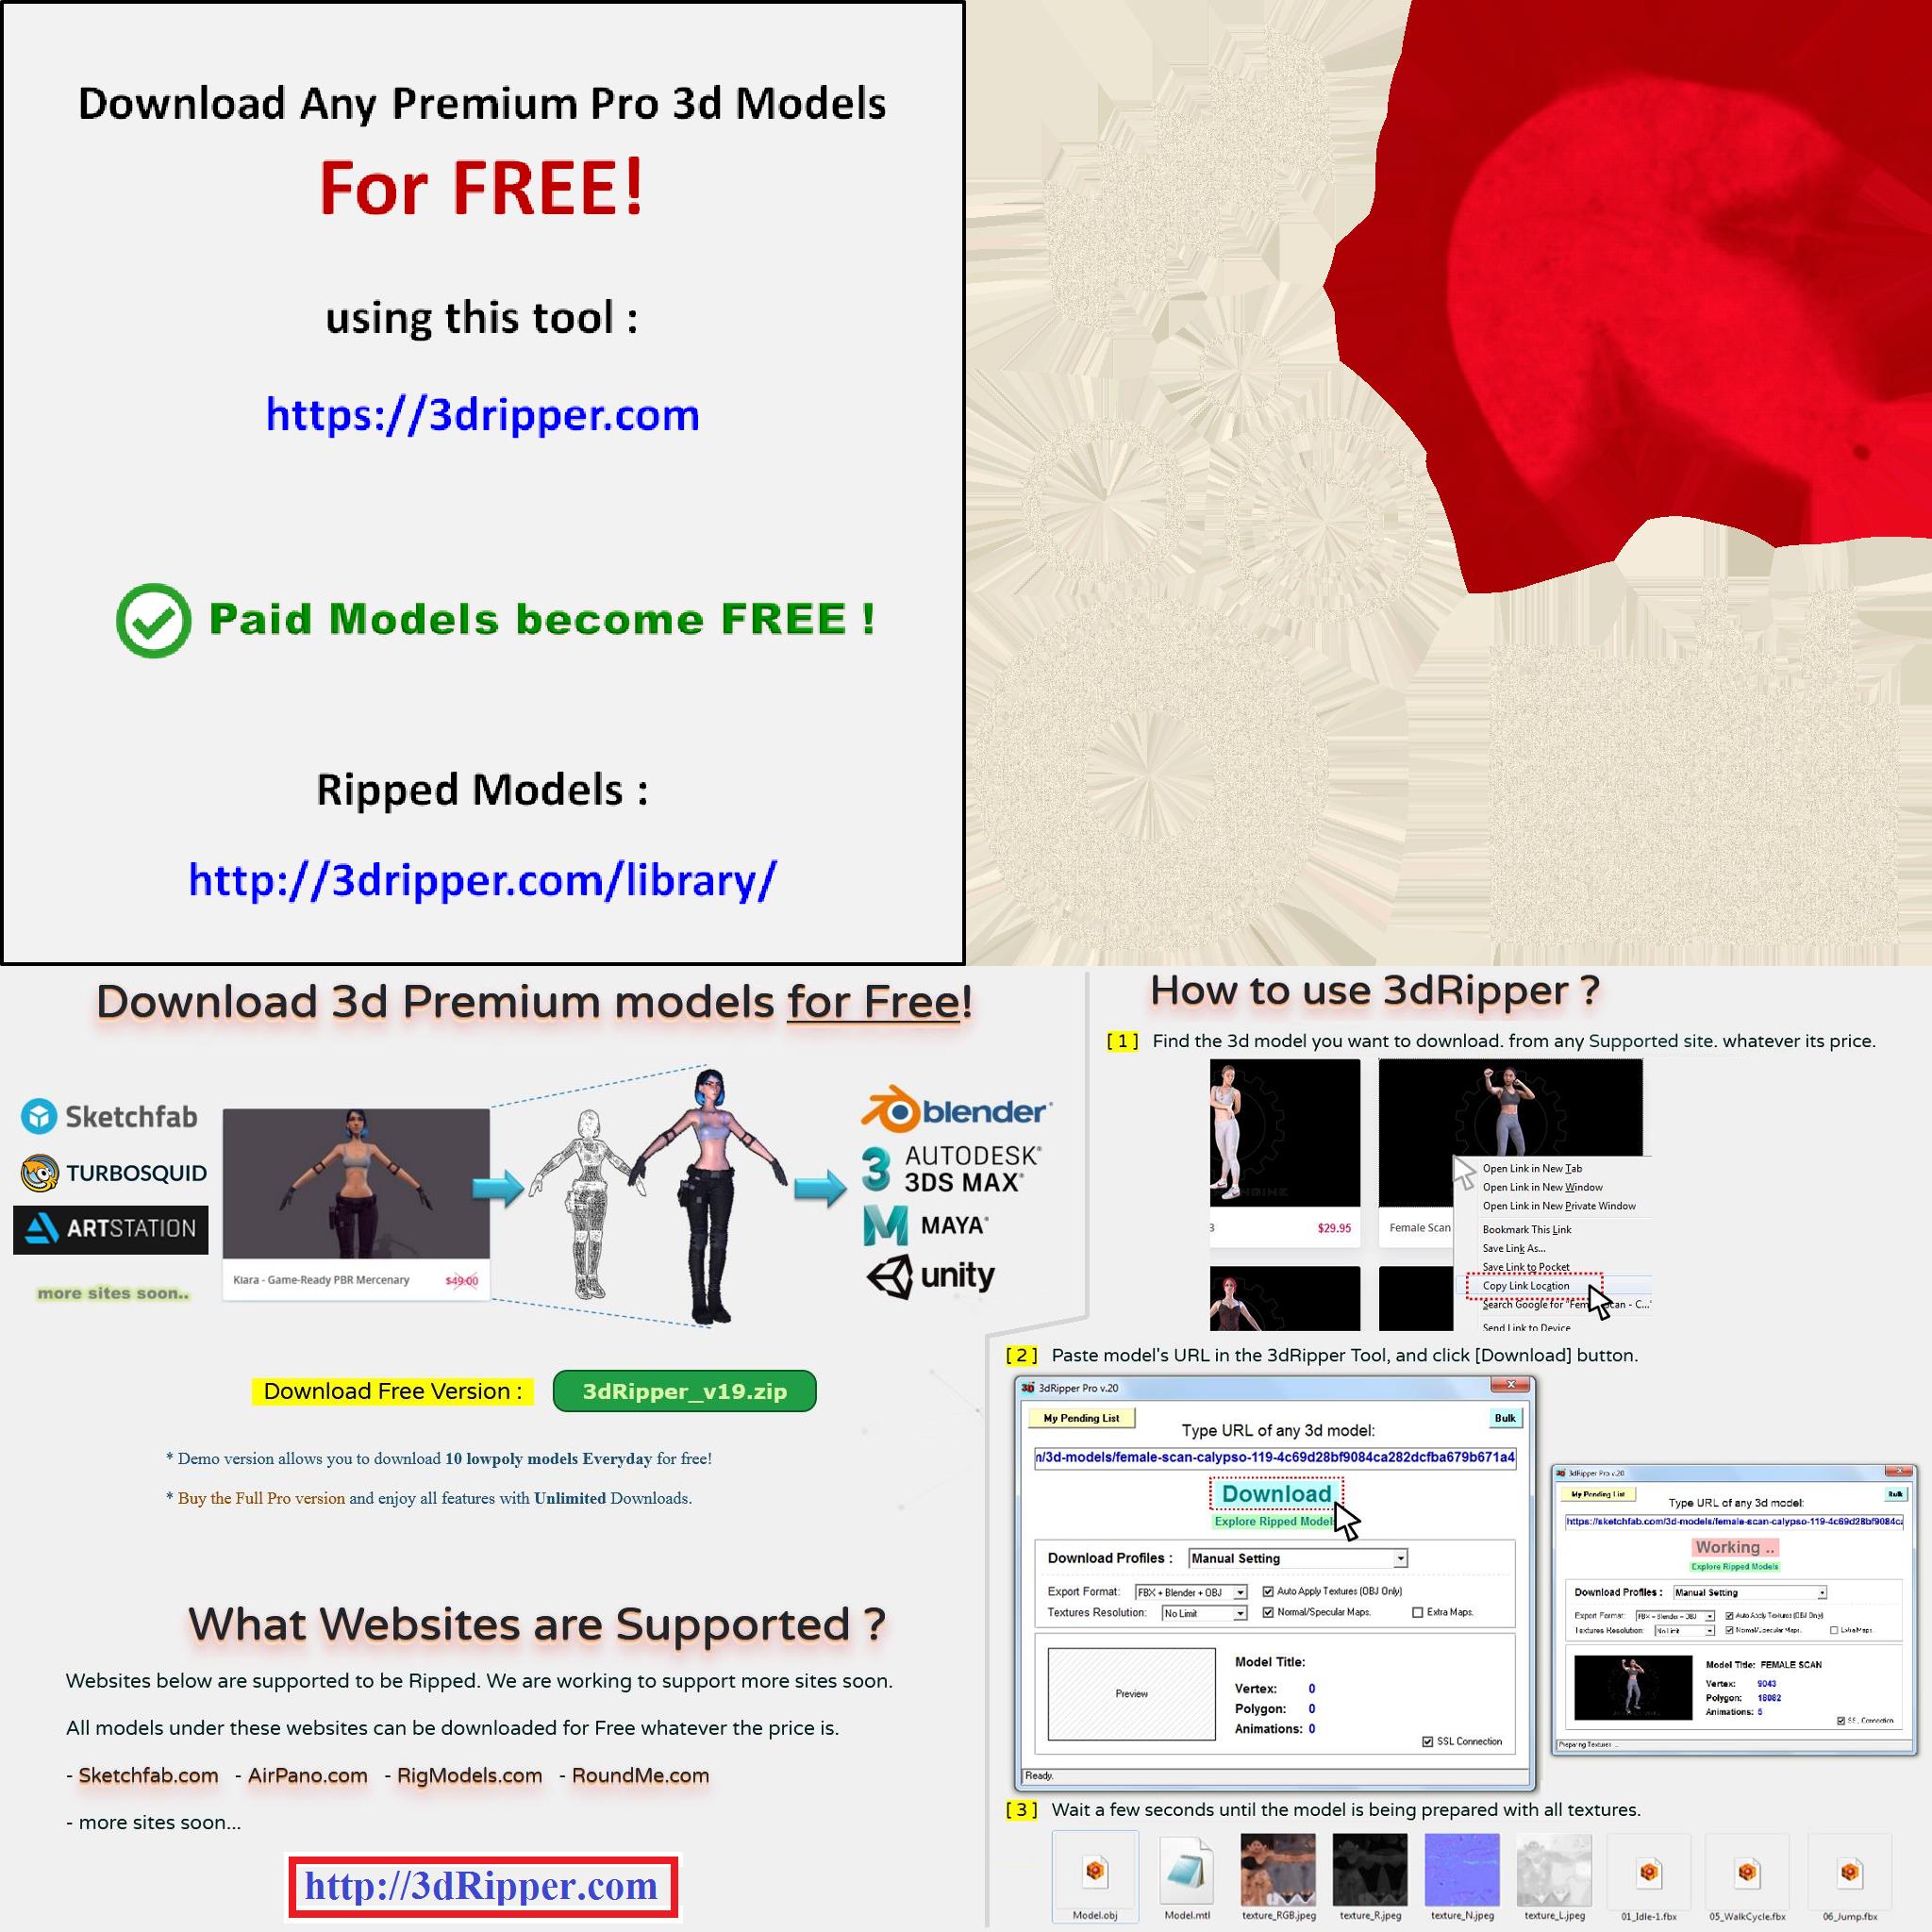 Download Any Premium Pro 3d Models
For FREE!
using this tool :
https://3dripper.com
Paid Models become FREE !
Ripped Models :
http://3dripper.com/library/
Download 3d Premium models for Free!
Sketchfab
TURBOSQUID
ARTSTATION
more sites soon..
Kiara - Game-Ready PBR Mercenary $49.00
blender
AUTODESK
3DS MAX
MAYA
unity
Download Free Version :
3dRipper_v19.zip
* Demo version allows you to download 10 lowpoly models Everyday for free!
* Buy the Full Pro version and enjoy all features with Unlimited Downloads.
What Websites are Supported ?
Websites below are supported to be Ripped. We are working to support more sites soon.
All models under these websites can be downloaded for Free whatever the price is.
- Sketchfab.com - AirPano.com - RigModels.com - RoundMe.com
- more sites soon...
http://3dRipper.com
How to use 3dRipper ?
[ 1 ] Find the 3d model you want to download. from any Supported site. whatever its price.
3 $29.95
Female Scan
Open Link in New Tab
Open Link in New Window
Open Link in New Private Window
Bookmark This Link
Save Link As...
Save Link to Pocket
Copy Link Location
Search Google for "Fem can - C..."
Send Link to Device
[ 2 ] Paste model's URL in the 3dRipper Tool, and click [Download] button.
3D 3dRipper Pro v.20
My Pending List
Bulk
Type URL of any 3d model:
n/3d-models/female-scan-calypso-119-4c69d28bf9084ca282dcfba679b671a4
Download
Explore Ripped Models
Download Profiles : Manual Setting
Export Format: FBX + Blender + OBJ Auto Apply Textures (OBJ Only)
Textures Resolution: No Limit Normal/Specular Maps. Extra Maps.
Preview
Model Title:
Vertex: 0
Polygon: 0
Animations: 0
SSL Connection
Ready.
3D 3dRipper Pro v.20
My Pending List
Bulk
Type URL of any 3d model:
https://sketchfab.com/3d-models/female-scan-calypso-119-4c69d28bf9084ca
Working ..
Explore Ripped Models
Download Profiles : Manual Setting
Export Format: FBX + Blender + OBJ Auto Apply Textures (OBJ Only)
Textures Resolution: No Limit Normal/Specular Maps. Extra Maps.
Model Title: FEMALE SCAN
Vertex: 9043
Polygon: 18082
Animations: 5
SSL Connection
Preparing Textures ...
[ 3 ] Wait a few seconds until the model is being prepared with all textures.
Model.obj
Model.mtl
texture_RGB.jpeg
texture_R.jpeg
texture_N.jpeg
texture_L.jpeg
01_Idle-1.fbx
05_WalkCycle.fbx
06_Jump.fbx